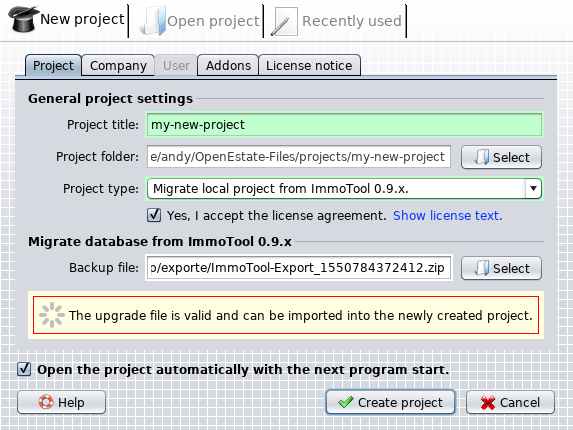 New project Open project Recently used
Project Company User Addons License notice
General project settings
Project title: my-new-project
Project folder: e/andy/OpenEstate-Files/projects/my-new-project Select
Project type: Migrate local project from ImmoTool 0.9.x.
Yes, I accept the license agreement. Show license text.
Migrate database from ImmoTool 0.9.x
Backup file: o/exporte/ImmoTool-Export_1550784372412.zip Select
The upgrade file is valid and can be imported into the newly created project.
Open the project automatically with the next program start.
Help Create project Cancel